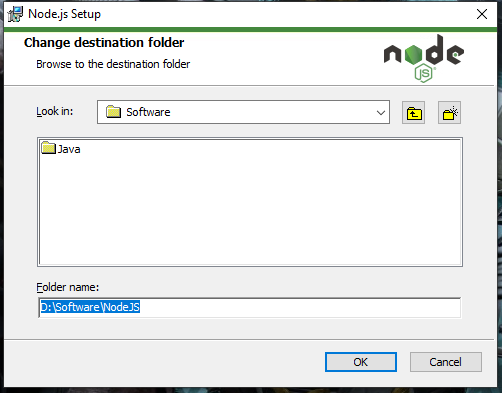 Node.js Setup
Change destination folder
Browse to the destination folder
node
JS
Look in:
Software
Java
Folder name:
D:\Software\NodeJS
OK
Cancel